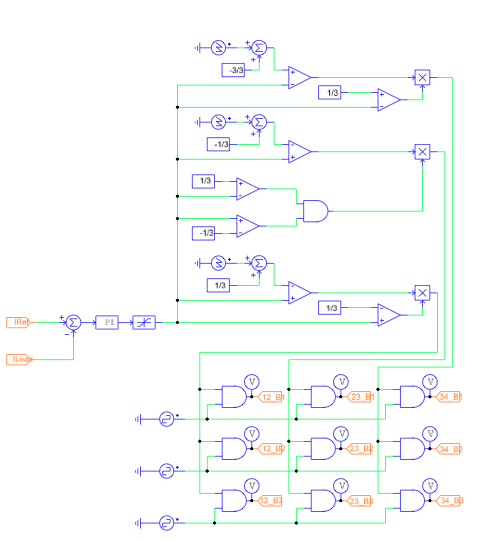 -3/3
1/3
-1/3
1/3
-1/3
1/3
1/3
IRef
PI
ILoad
V V V
12_B1 23_B1 34_B1
V V V
12_B2 23_B2 34_B2
V V V
12_B3 23_B3 34_B3